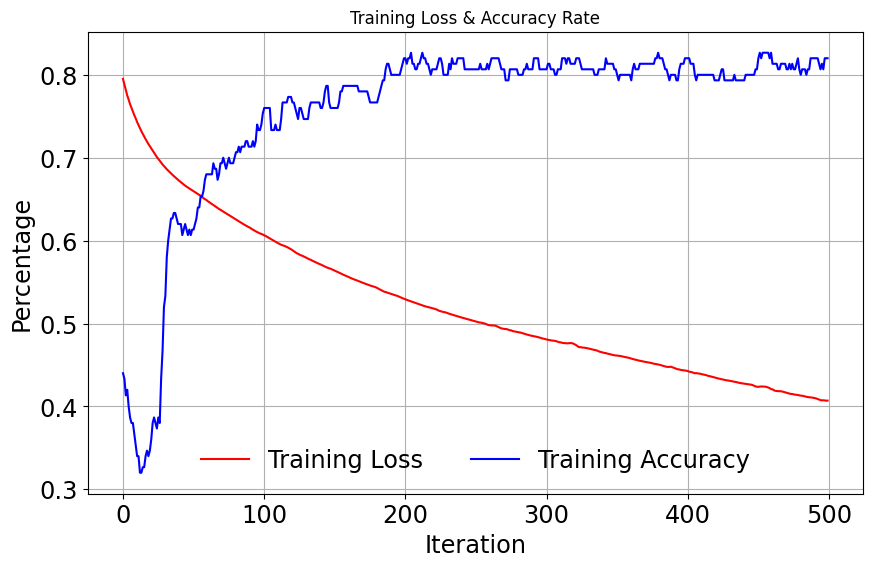 Training Loss & Accuracy Rate
Percentage
0.8
0.7
0.6
0.5
0.4
0.3
Training Loss
Training Accuracy
0 100 200 300 400 500
Iteration